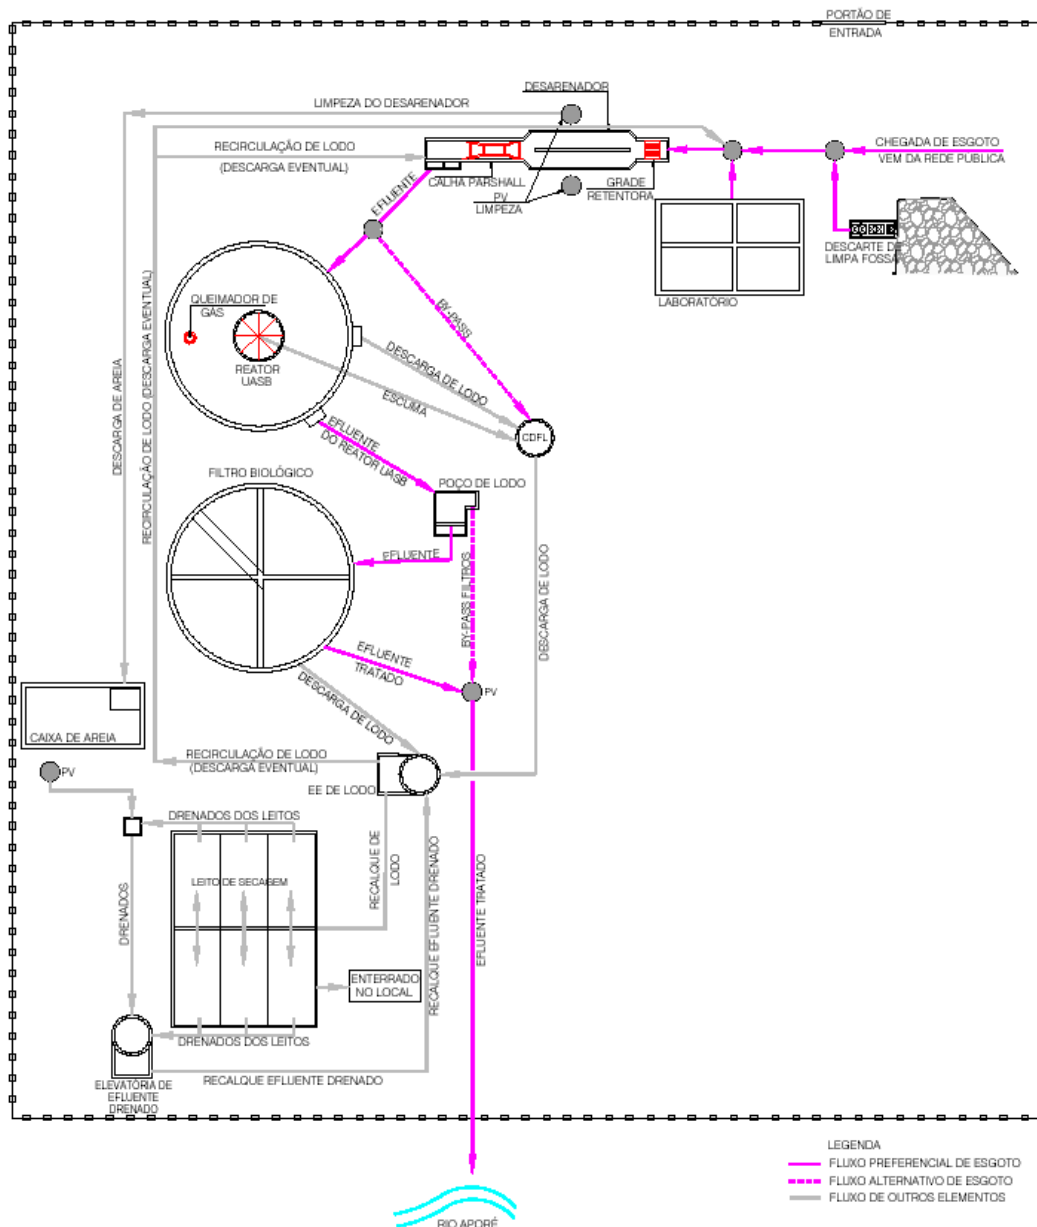 PORTÃO DE
ENTRADA
DESARENADOR
LIMPEZA DO DESARENADOR
RECIRCULAÇÃO DE LODO
(DESCARGA EVENTUAL)
CHEGADA DE ESGOTO
VEM DA REDE PUBLICA
CALHA PARSHALL
PV
LIMPEZA
GRADE
RETENTORA
EFLUENTE
DESCARTE DE
LIMPA FOSSA
LABORATÓRIO
QUEIMADOR DE
GÁS
REATOR
UASB
BY-PASS
DESCARGA DE LODO
ESCUMA
CDFL
DESCARGA DE AREIA
RECIRCULAÇÃO DE LODO (DESCARGA EVENTUAL)
EFLUENTE
DO REATOR UASB
FILTRO BIOLÓGICO
POÇO DE LODO
EFLUENTE
BY-PASS FILTROS
DESCARGA DE LODO
EFLUENTE
TRATADO
PV
DESCARGA DE LODO
CAIXA DE AREIA
RECIRCULAÇÃO DE LODO
(DESCARGA EVENTUAL)
PV
EE DE LODO
DRENADOS DOS LEITOS
RECALQUE DE
LODO
LEITO DE SECAGEM
DRENADOS
RECALQUE EFLUENTE DRENADO
EFLUENTE TRATADO
ENTERRADO
NO LOCAL
DRENADOS DOS LEITOS
RECALQUE EFLUENTE DRENADO
ELEVATÓRIA DE
EFLUENTE
DRENADO
LEGENDA
FLUXO PREFERENCIAL DE ESGOTO
FLUXO ALTERNATIVO DE ESGOTO
FLUXO DE OUTROS ELEMENTOS
RIO APORÉ